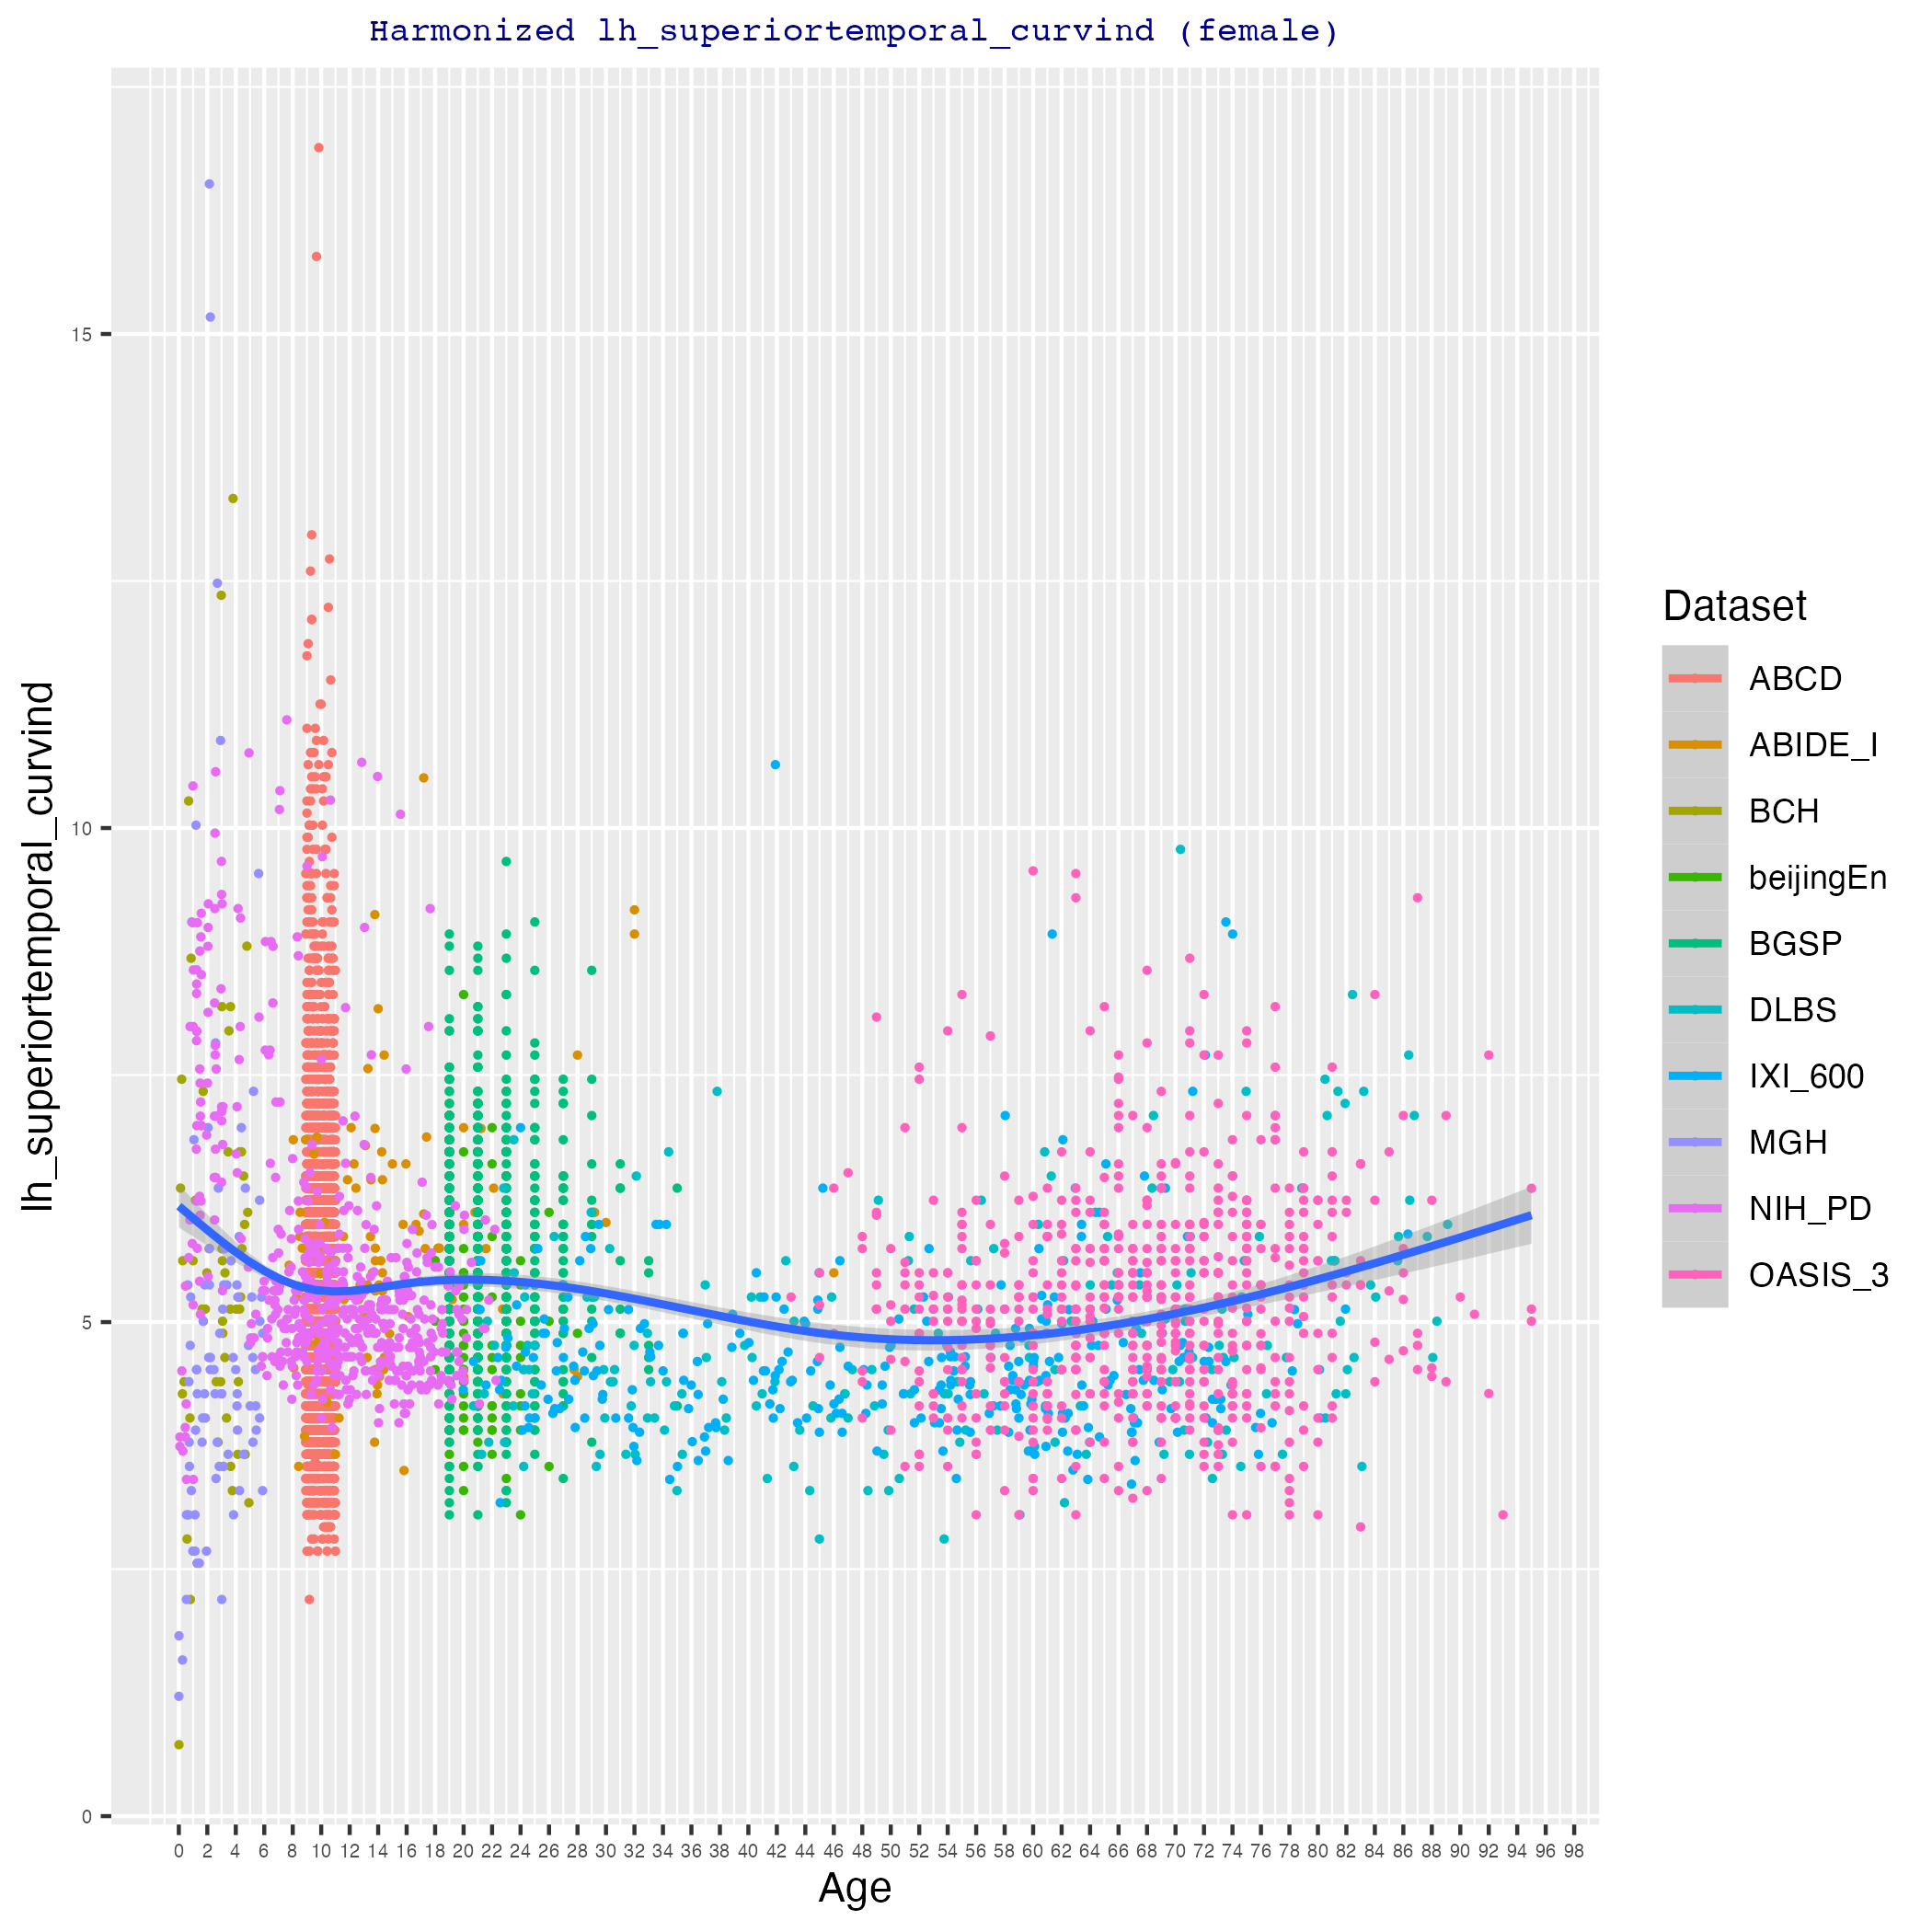 Harmonized lh_superiortemporal_curvind (female)
lh_superiortemporal_curvind
15
10
5
0
0 2 4 6 8 10 12 14 16 18 20 22 24 26 28 30 32 34 36 38 40 42 44 46 48 50 52 54 56 58 60 62 64 66 68 70 72 74 76 78 80 82 84 86 88 90 92 94 96 98
Age
Dataset
ABCD
ABIDE_I
BCH
beijingEn
BGSP
DLBS
IXI_600
MGH
NIH_PD
OASIS_3